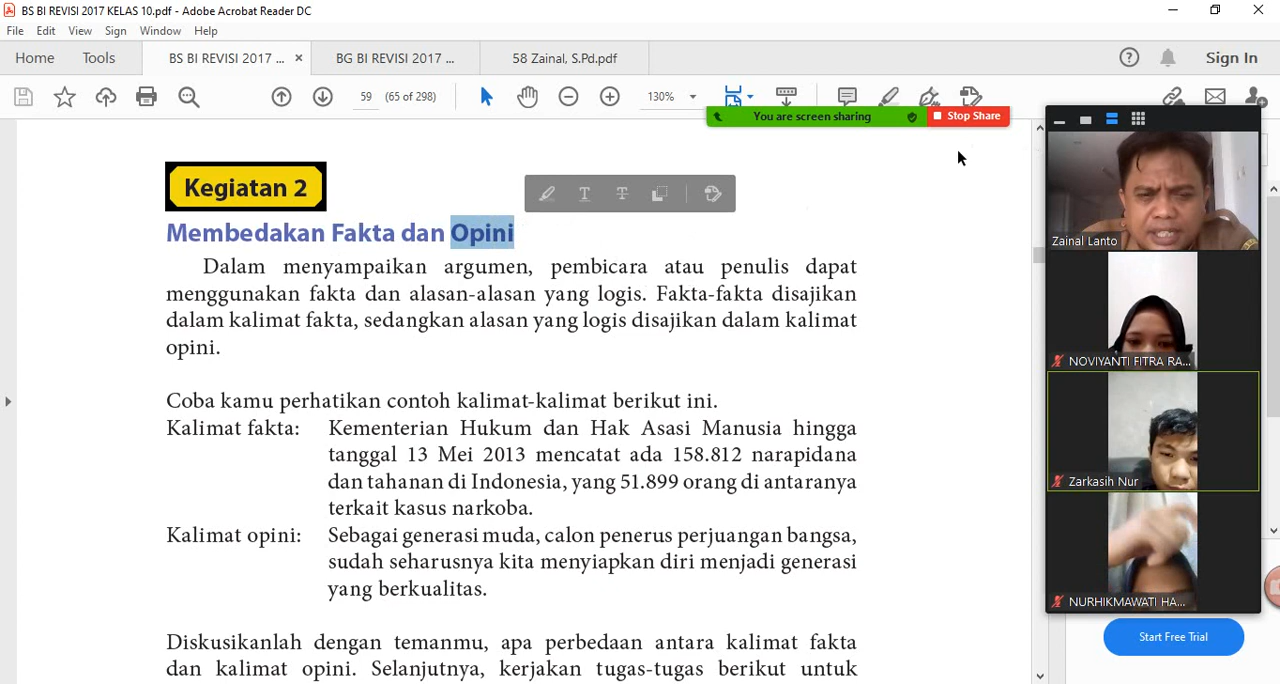 BS BI REVISI 2017 KELAS 10.pdf - Adobe Acrobat Reader DC
File Edit View Sign Window Help
Home Tools BS BI REVISI 2017 ... × BG BI REVISI 2017 ... 58 Zainal, S.Pd.pdf Sign In
59 (65 of 298) 130%
You are screen sharing Stop Share
Kegiatan 2
Membedakan Fakta dan Opini
Dalam menyampaikan argumen, pembicara atau penulis dapat
menggunakan fakta dan alasan-alasan yang logis. Fakta-fakta disajikan
dalam kalimat fakta, sedangkan alasan yang logis disajikan dalam kalimat
opini.
Coba kamu perhatikan contoh kalimat-kalimat berikut ini.
Kalimat fakta: Kementerian Hukum dan Hak Asasi Manusia hingga
tanggal 13 Mei 2013 mencatat ada 158.812 narapidana
dan tahanan di Indonesia, yang 51.899 orang di antaranya
terkait kasus narkoba.
Kalimat opini: Sebagai generasi muda, calon penerus perjuangan bangsa,
sudah seharusnya kita menyiapkan diri menjadi generasi
yang berkualitas.
Diskusikanlah dengan temanmu, apa perbedaan antara kalimat fakta
dan kalimat opini. Selanjutnya, kerjakan tugas-tugas berikut untuk
Zainal Lanto
NOVIYANTI FITRA RA...
Zarkasih Nur
NURHIKMAWATI HA...
Start Free Trial